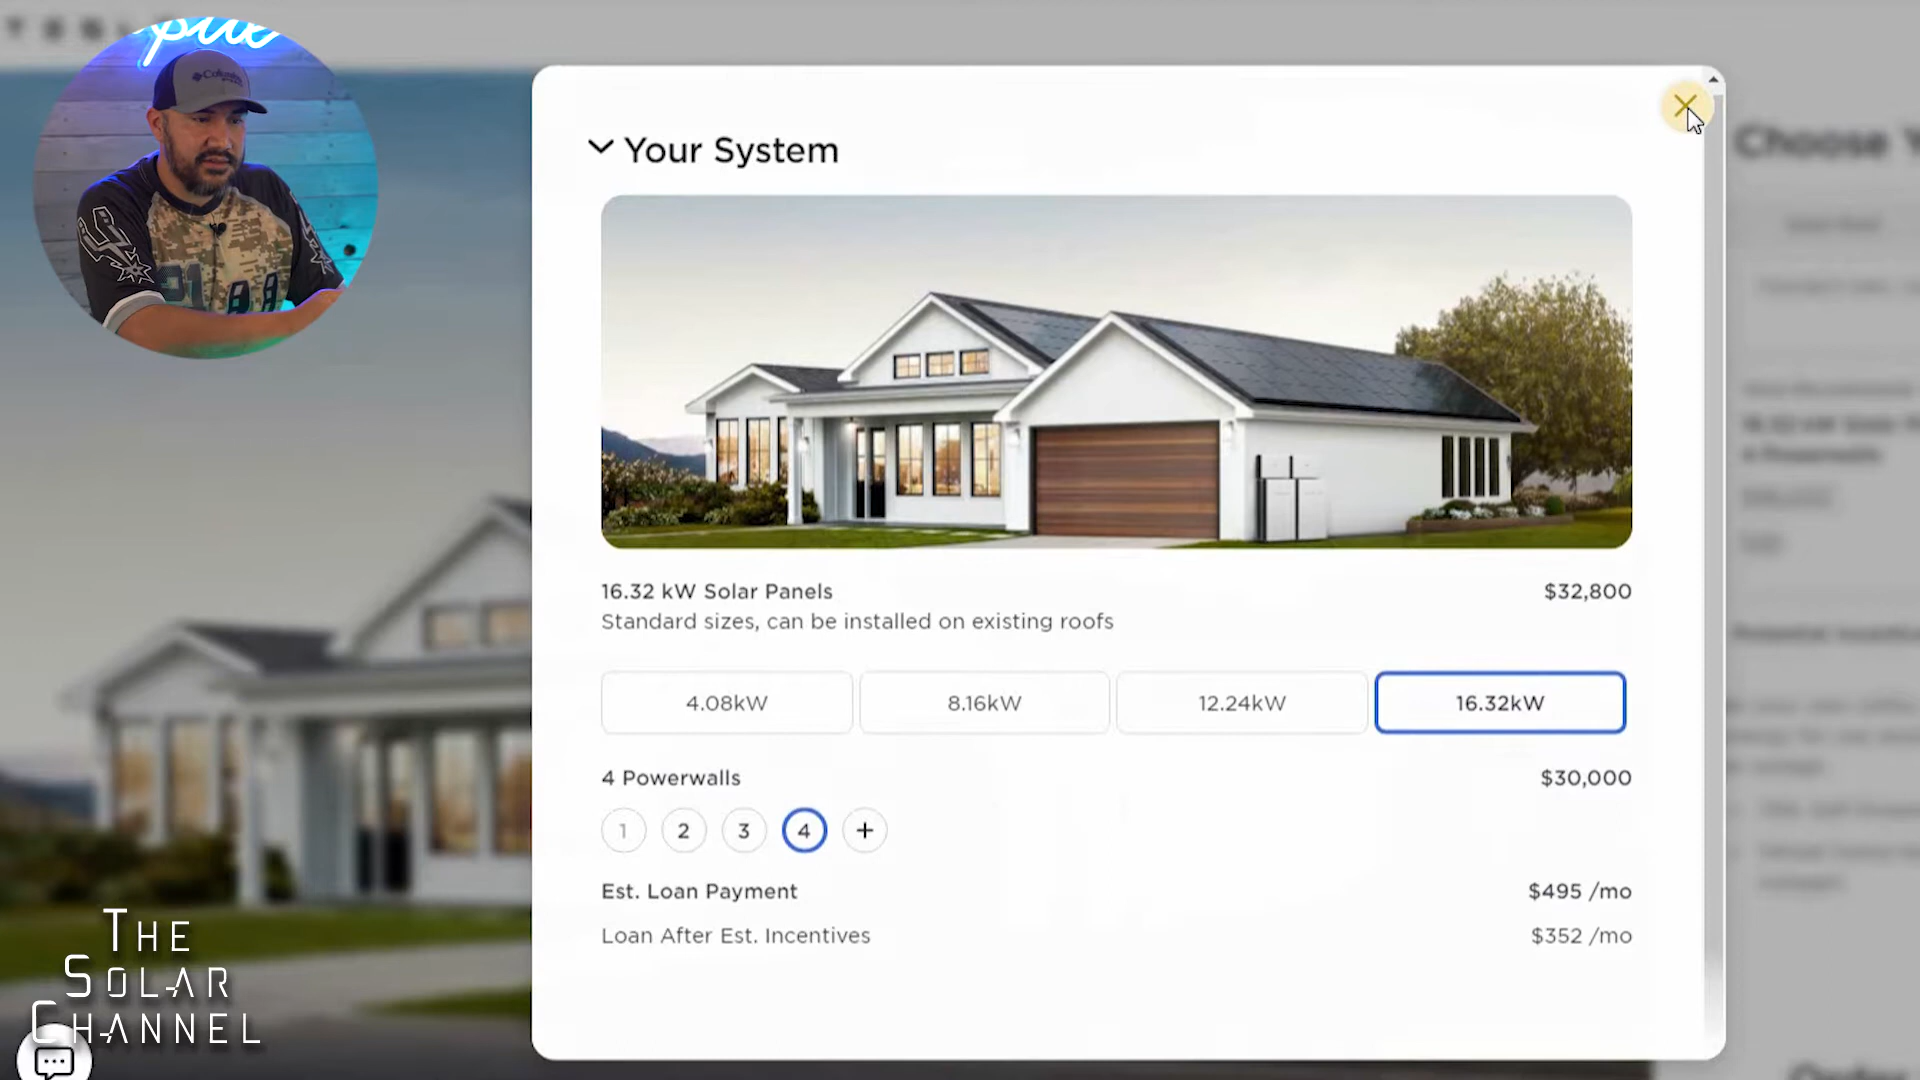 Your System
16.32 kW Solar Panels
$32,800
Standard sizes, can be installed on existing roofs
4.08kW
8.16kW
12.24kW
16.32kW
4 Powerwalls
$30,000
1
2
3
4
+
Est. Loan Payment
$495 /mo
Loan After Est. Incentives
$352 /mo
Columbia
Choose Y
THE
SOLAR
CHANNEL